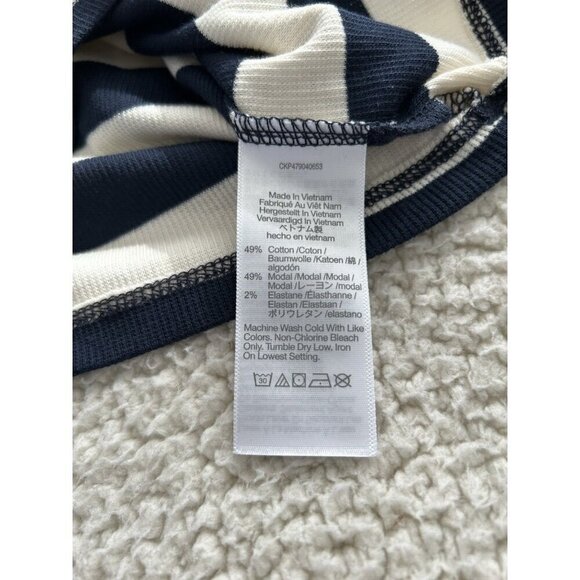 CKP479040653
Made In Vietnam
Fabriqué Au Viêt Nam
Hergestellt In Vietnam
Vervaardigd In Vietnam
ベトナム製
hecho en vietnam
49% Cotton /Coton /
Baumwolle /Katoen /綿 /
algodón
49% Modal /Modal /Modal /
Modal /レーヨン /modal
2% Elastane /Élasthanne /
Elastan /Elastaan /
ポリウレタン /elastano
Machine Wash Cold With Like
Colors. Non-Chlorine Bleach
Only. Tumble Dry Low. Iron
On Lowest Setting.
30